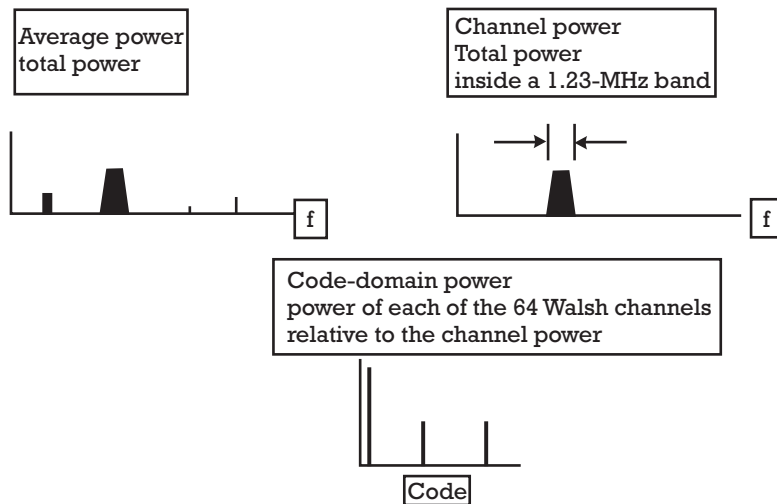 Average power
total power
Channel power
Total power
inside a 1.23-MHz band
f
f
Code-domain power
power of each of the 64 Walsh channels
relative to the channel power
Code